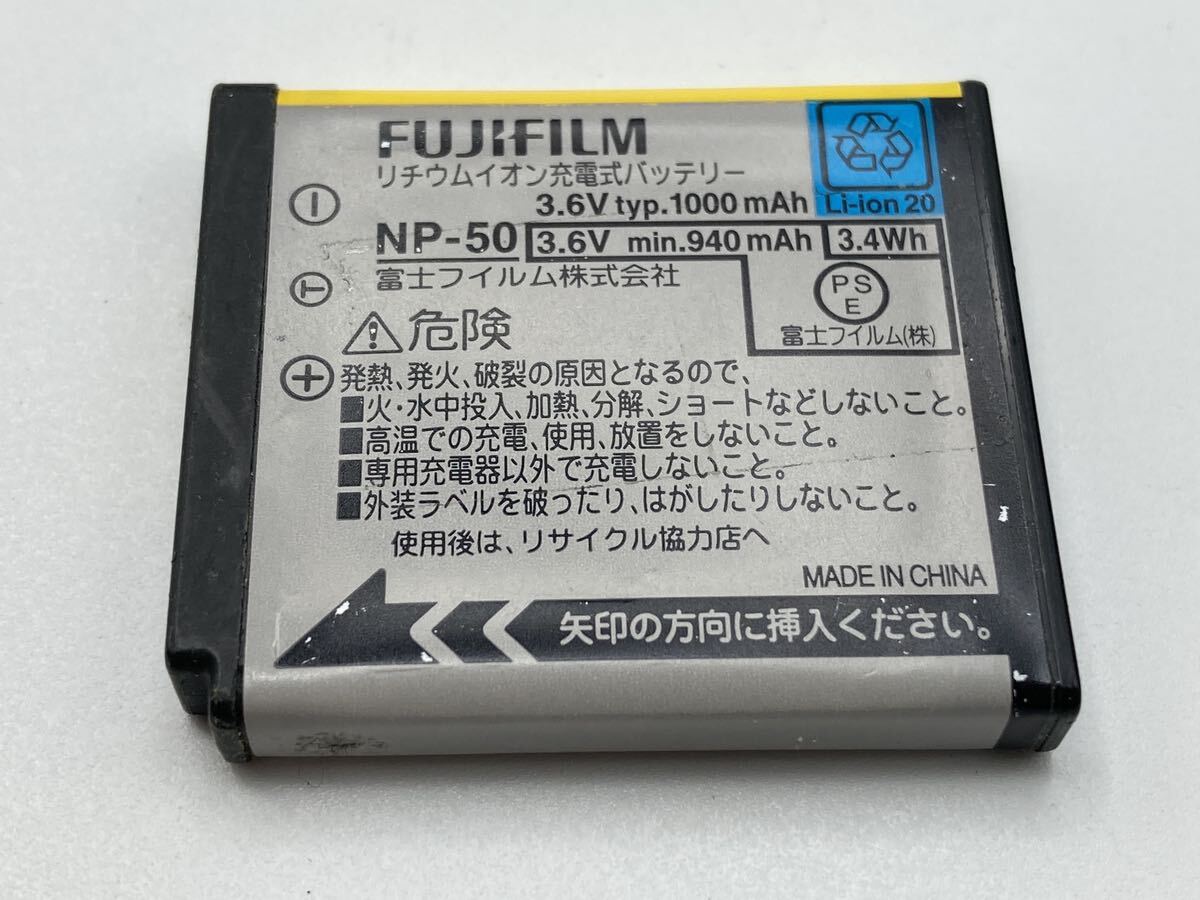 FUJIFILM
リチウムイオン充電式バッテリー
3.6V typ.1000 mAh
Li-ion 20
NP-50 3.6V min.940 mAh 3.4Wh
富士フイルム株式会社
PS
E
富士フイルム(株)
T
危険
発熱、発火、破裂の原因となるので、
■火・水中投入、加熱、分解、ショートなどしないこと。
■高温での充電、使用、放置をしないこと。
■専用充電器以外で充電しないこと。
■外装ラベルを破ったり、はがしたりしないこと。
使用後は、リサイクル協力店へ
MADE IN CHINA
矢印の方向に挿入ください。